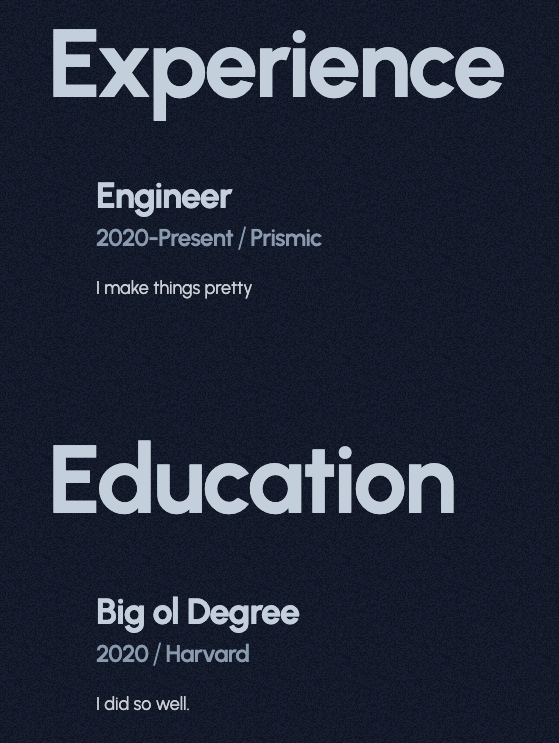 Experience
Engineer
2020-Present / Prismic
I make things pretty
Education
Big ol Degree
2020 / Harvard
I did so well.